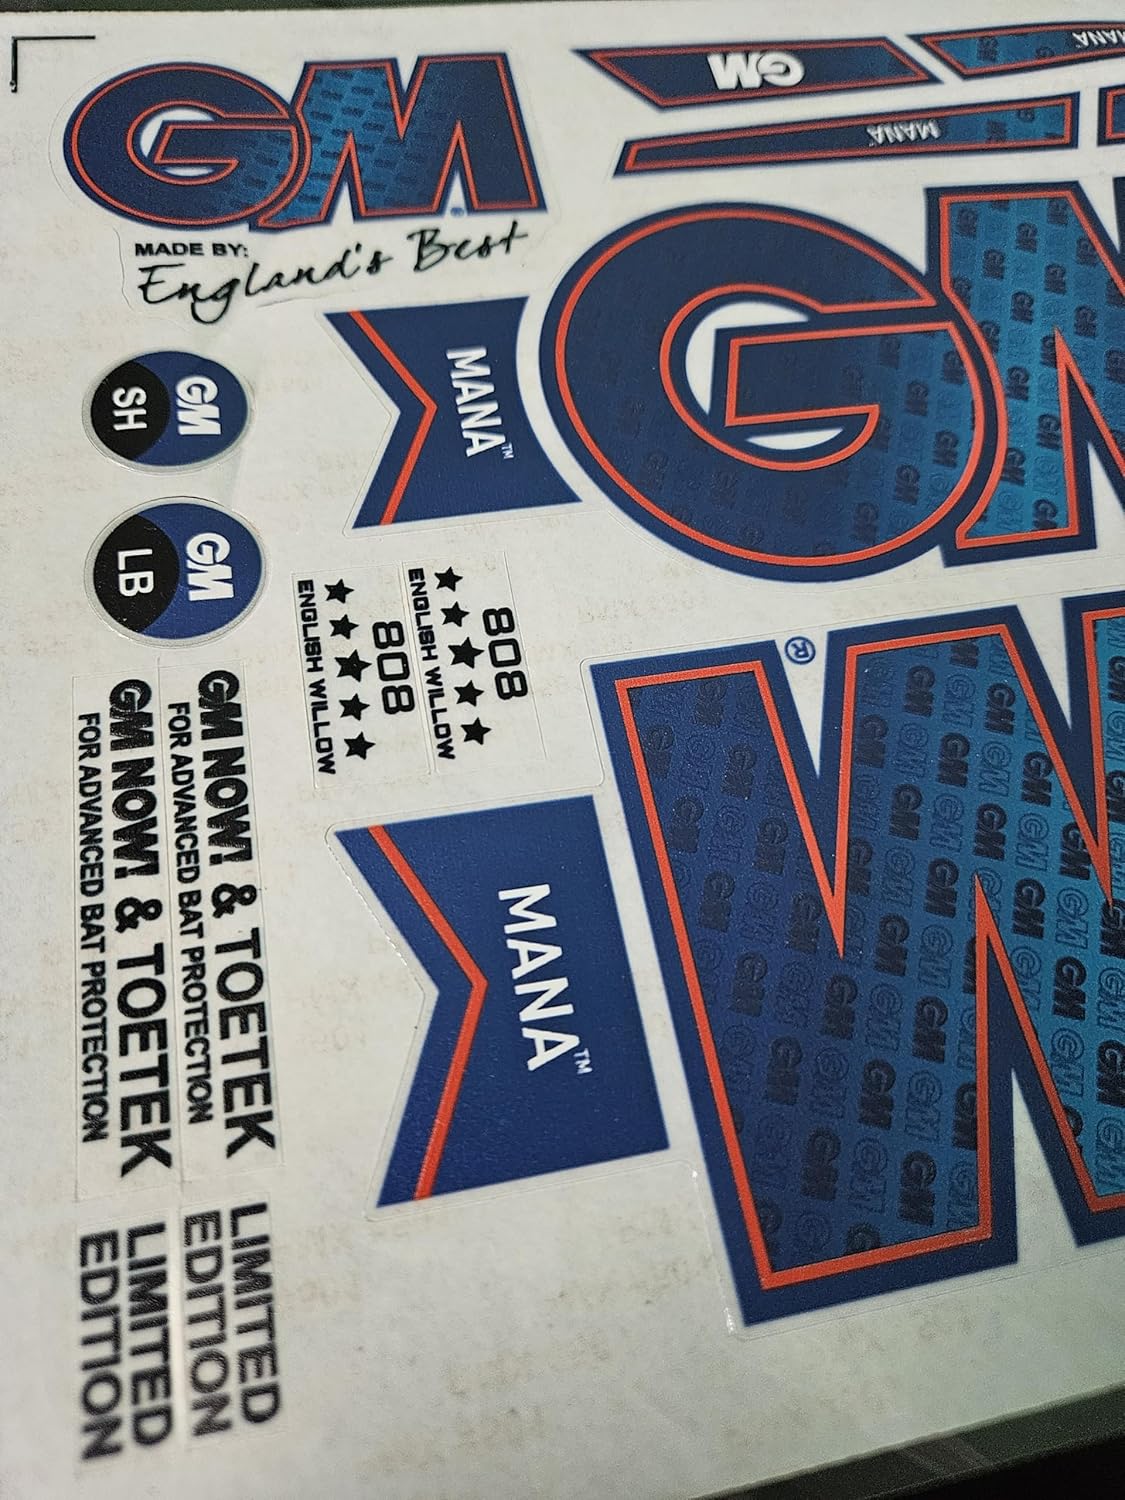 GM
MADE BY:
England's Best
GM
MANA
MANA
GM
SH
GM
LB
MANA™
GM
808
★★★★★
ENGLISH WILLOW
808
★★★★★
ENGLISH WILLOW
GM NOW! & TOETEK
FOR ADVANCED BAT PROTECTION
GM NOW! & TOETEK
FOR ADVANCED BAT PROTECTION
MANA™
LIMITED
EDITION
LIMITED
EDITION